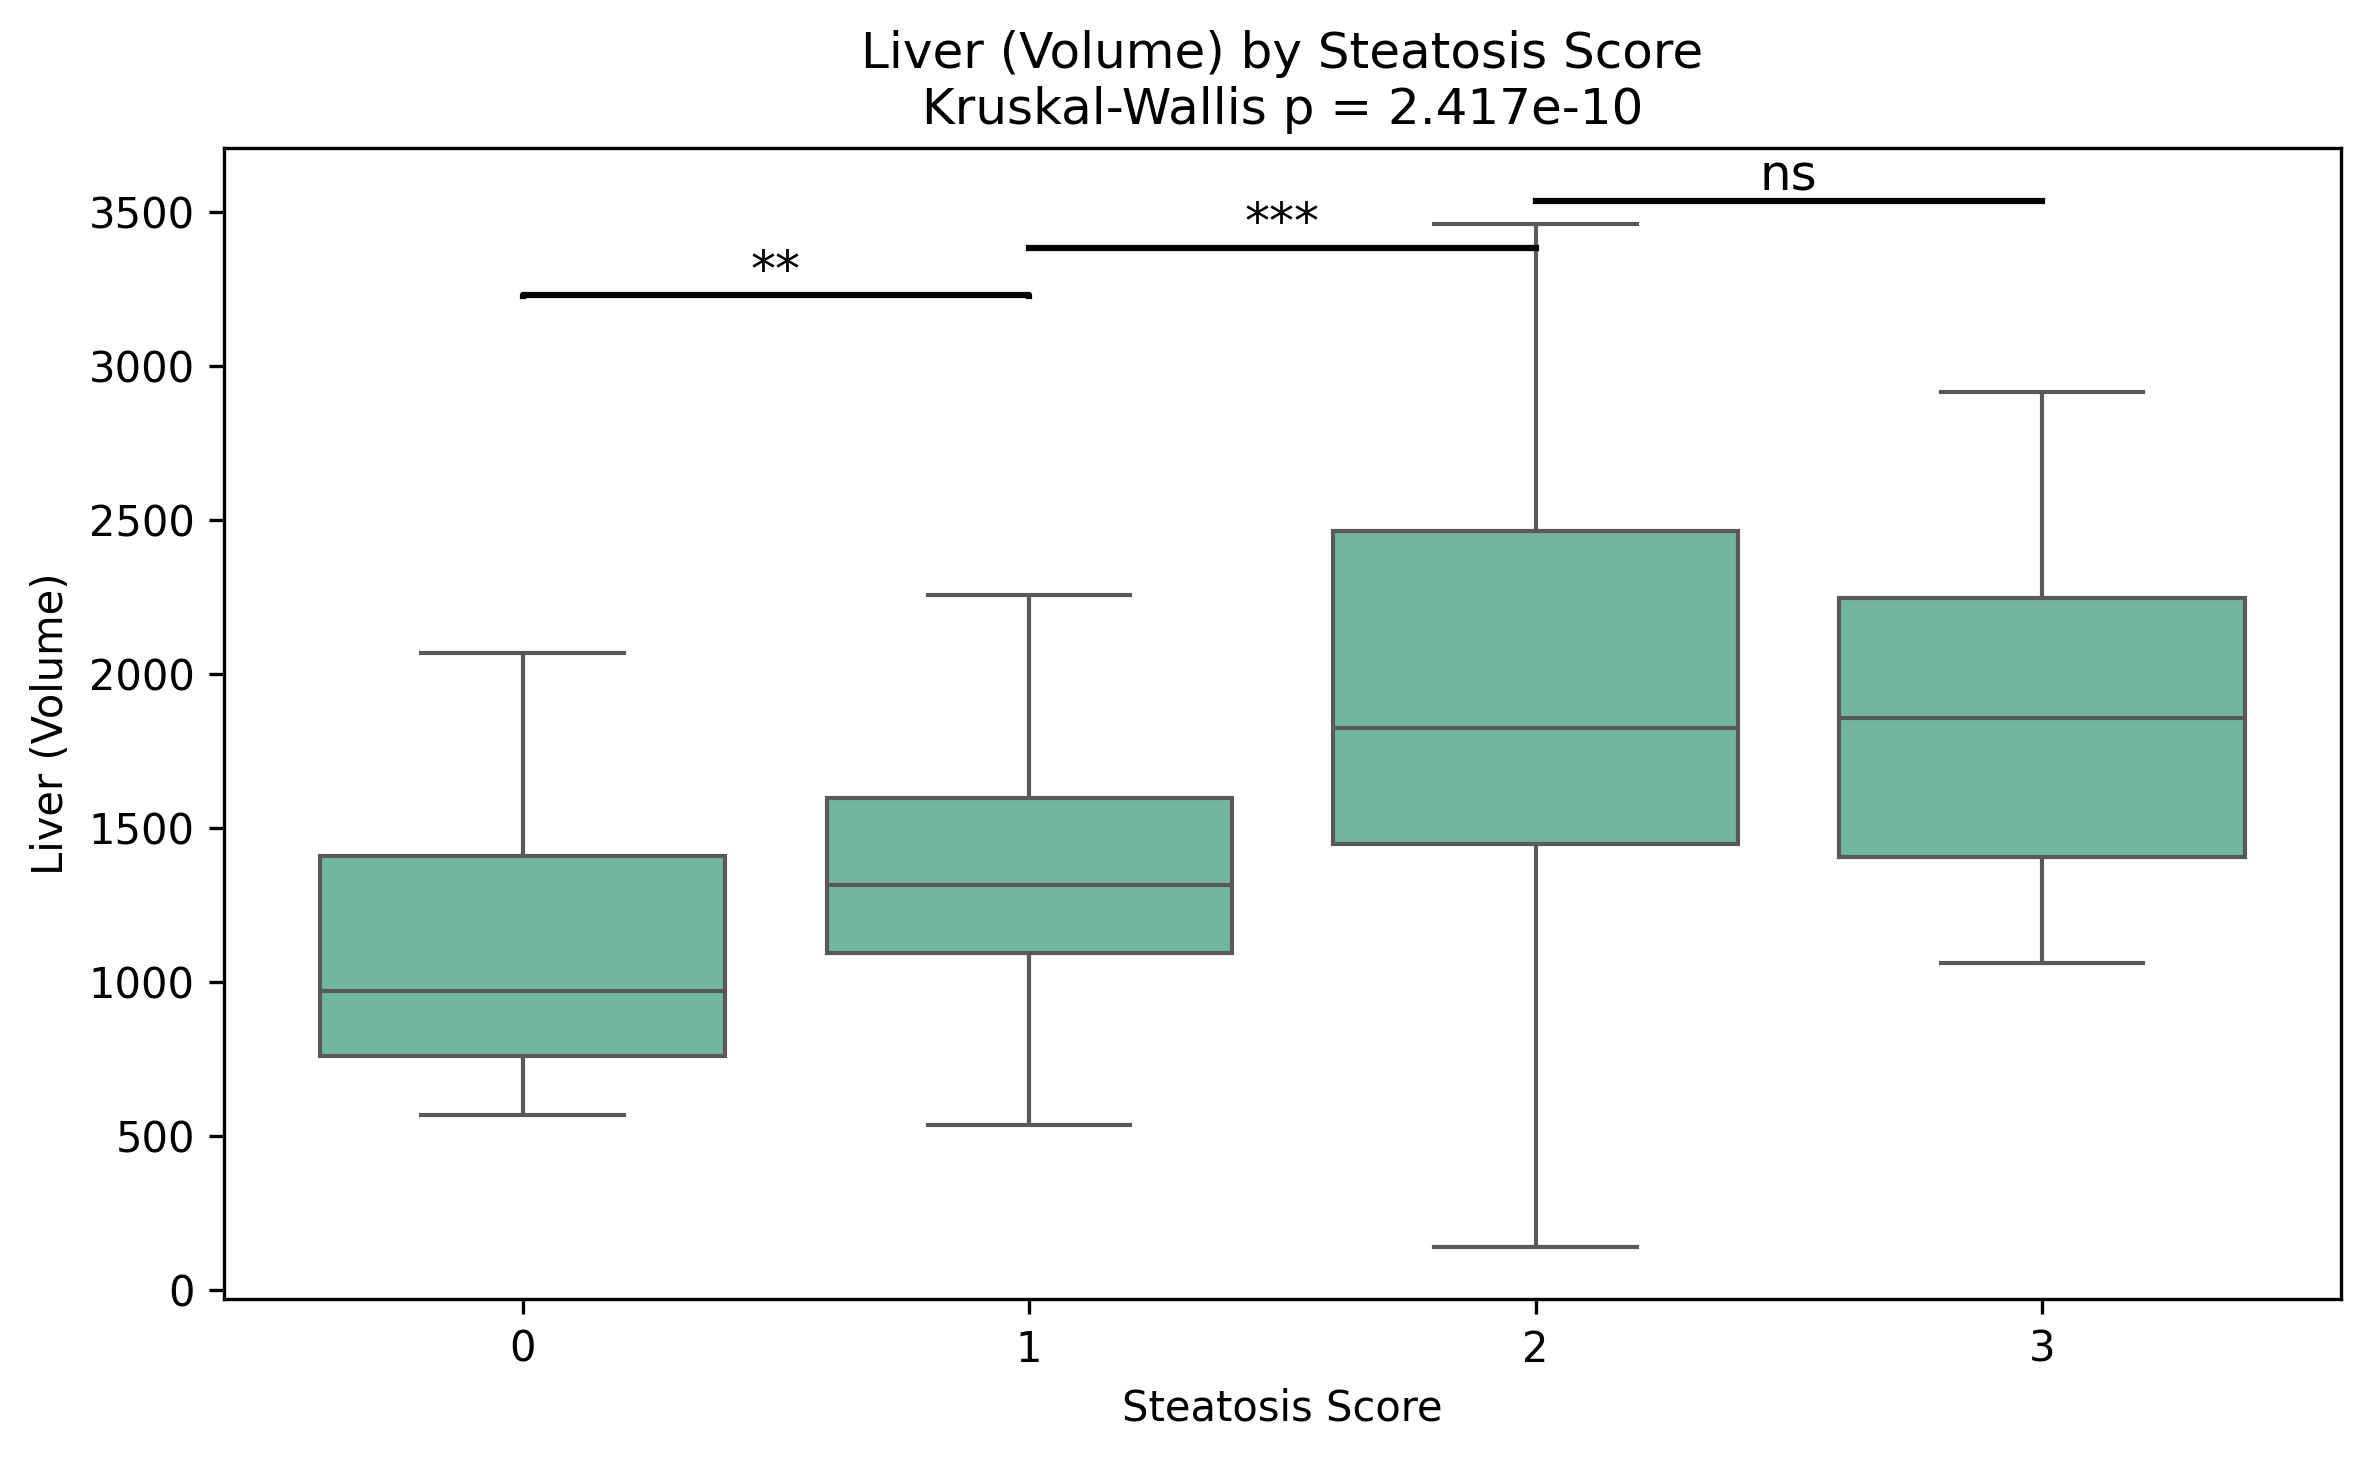 Liver (Volume) by Steatosis Score
Kruskal-Wallis p = 2.417e-10
ns
***
**
3500
3000
2500
2000
1500
1000
500
0
Liver (Volume)
0 1 2 3
Steatosis Score